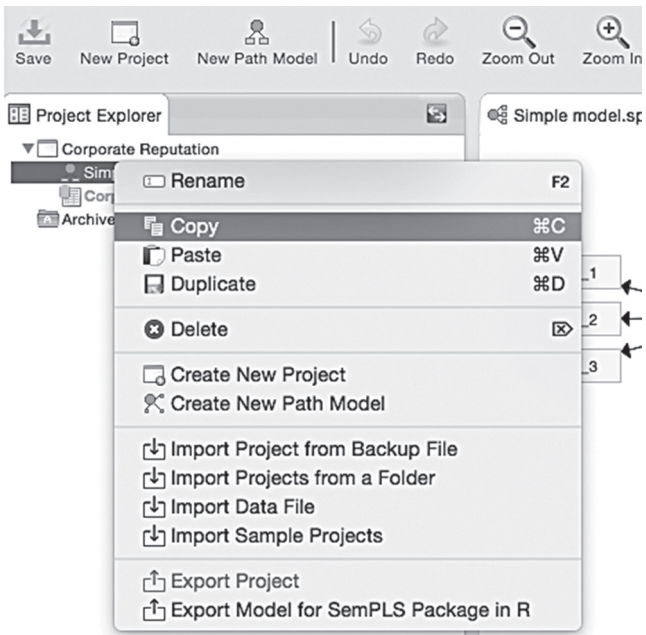 Save New Project New Path Model Undo Redo Zoom Out Zoom In
Project Explorer
Simple model.sp
Corporate Reputation
Sim
Cor
Archive
Rename F2
Copy ⌘C
Paste ⌘V
Duplicate ⌘D
Delete ⌦
Create New Project
Create New Path Model
Import Project from Backup File
Import Projects from a Folder
Import Data File
Import Sample Projects
Export Project
Export Model for SemPLS Package in R
_1
_2
_3